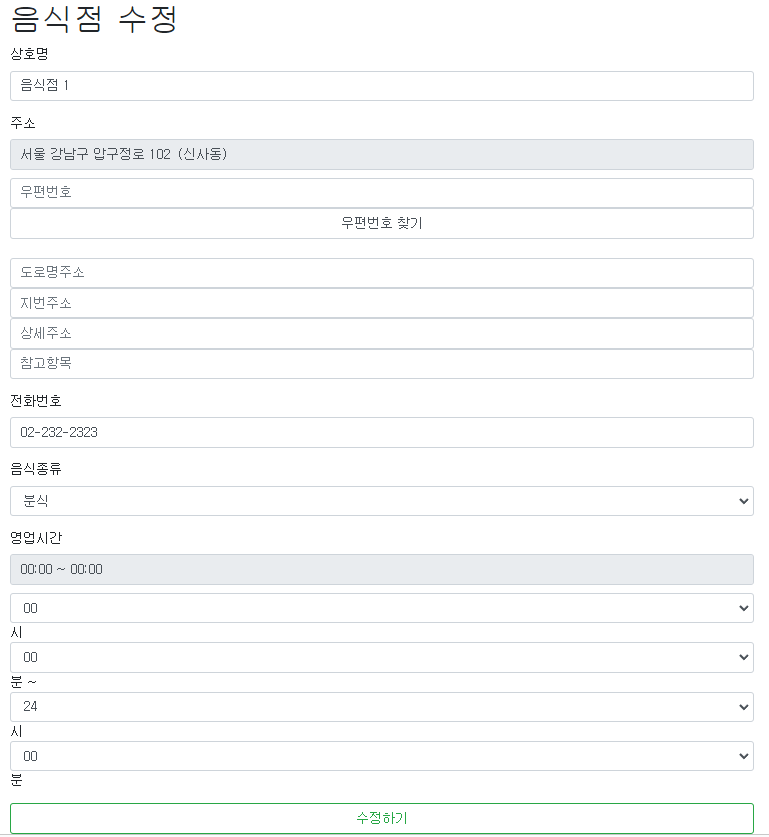 음식점 수정
상호명
음식점 1
주소
서울 강남구 압구정로 102 (신사동)
우편번호
우편번호 찾기
도로명주소
지번주소
상세주소
참고항목
전화번호
02-232-2323
음식종류
분식
영업시간
00:00 ~ 00:00
00
시
00
분 ~
24
시
00
분
수정하기